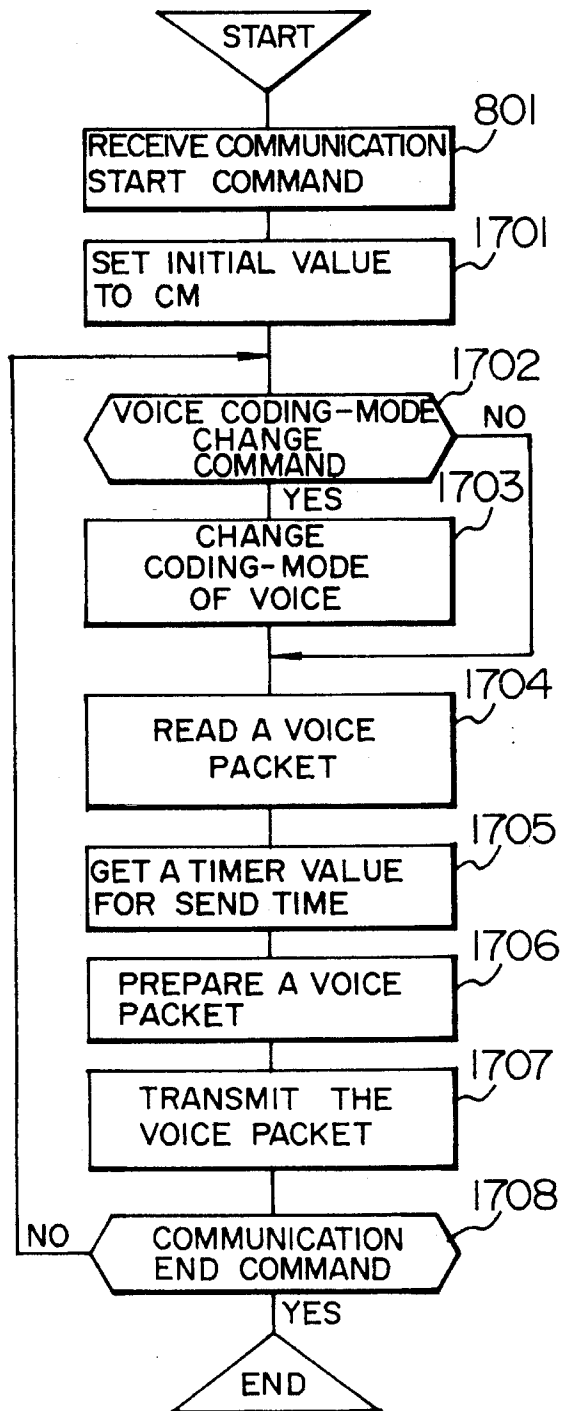 START
801
RECEIVE COMMUNICATION
START COMMAND
1701
SET INITIAL VALUE
TO CM
1702
VOICE CODING-MODE
CHANGE
COMMAND
NO
YES
1703
CHANGE
CODING-MODE
OF VOICE
1704
READ A VOICE
PACKET
1705
GET A TIMER VALUE
FOR SEND TIME
1706
PREPARE A VOICE
PACKET
1707
TRANSMIT THE
VOICE PACKET
1708
NO
COMMUNICATION
END COMMAND
YES
END